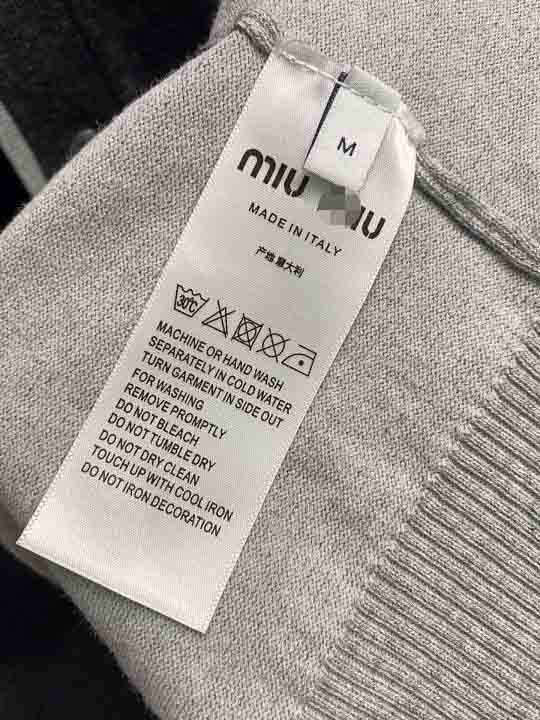 M
miu
MADE IN ITALY
产地 意大利
30℃
MACHINE OR HAND WASH
SEPARATELY IN COLD WATER
TURN GARMENT IN SIDE OUT
FOR WASHING
REMOVE PROMPTLY
DO NOT BLEACH
DO NOT TUMBLE DRY
DO NOT DRY CLEAN
TOUCH UP WITH COOL IRON
DO NOT IRON DECORATION